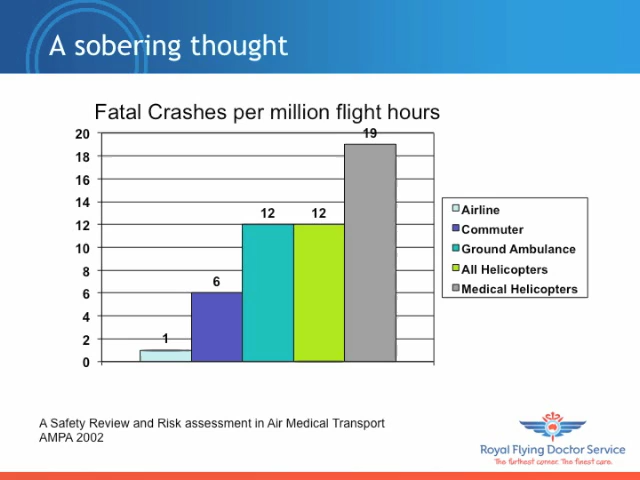 A sobering thought
Fatal Crashes per million flight hours
20
18
16
14
12
10
8
6
4
2
0
1
6
12
12
19
Airline
Commuter
Ground Ambulance
All Helicopters
Medical Helicopters
A Safety Review and Risk assessment in Air Medical Transport
AMPA 2002
Royal Flying Doctor Service
The furthest corner. The finest care.